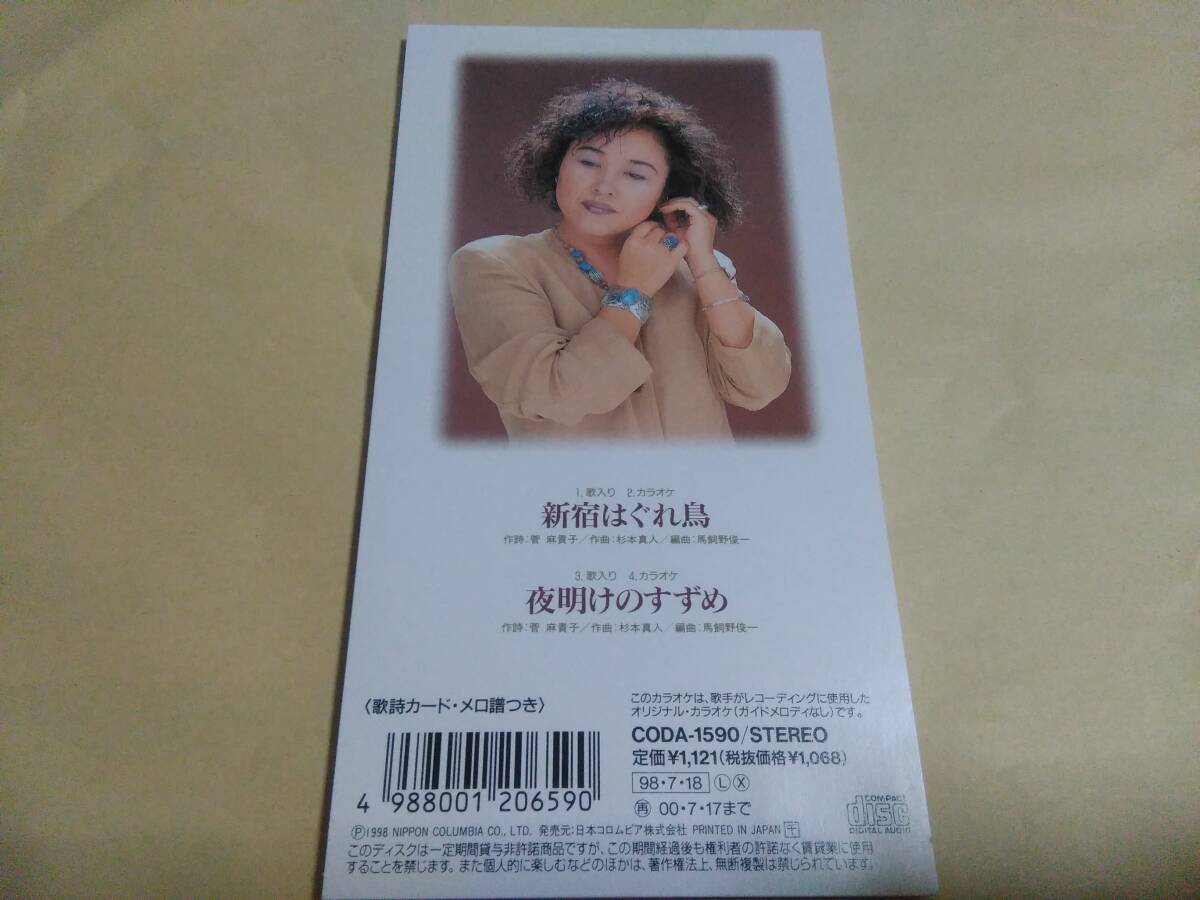 1. 歌入り 2. カラオケ
新宿はぐれ鳥
作詩：菅 麻貴子／作曲：杉本真人／編曲：馬飼野俊一
3. 歌入り 4. カラオケ
夜明けのすずめ
作詩：菅 麻貴子／作曲：杉本真人／編曲：馬飼野俊一
〈歌詩カード・メロ譜つき〉
このカラオケは、歌手がレコーディングに使用した
オリジナル・カラオケ（ガイドメロディなし）です。
CODA-1590/STEREO
定価¥1,121（税抜価格¥1,068）
98・7・18 Ⓛ Ⓧ
再 00・7・17まで
4 988001 206590
Ⓟ1998 NIPPON COLUMBIA CO., LTD. 発売元：日本コロムビア株式会社 PRINTED IN JAPAN 千
COMPACT
disc
DIGITAL AUDIO
このディスクは一定期間貸与非許諾商品ですが、この期間経過後も権利者の許諾なく賃貸業に使用
することを禁じます。また個人的に楽しむなどのほかは、著作権法上、無断複製は禁じられています。